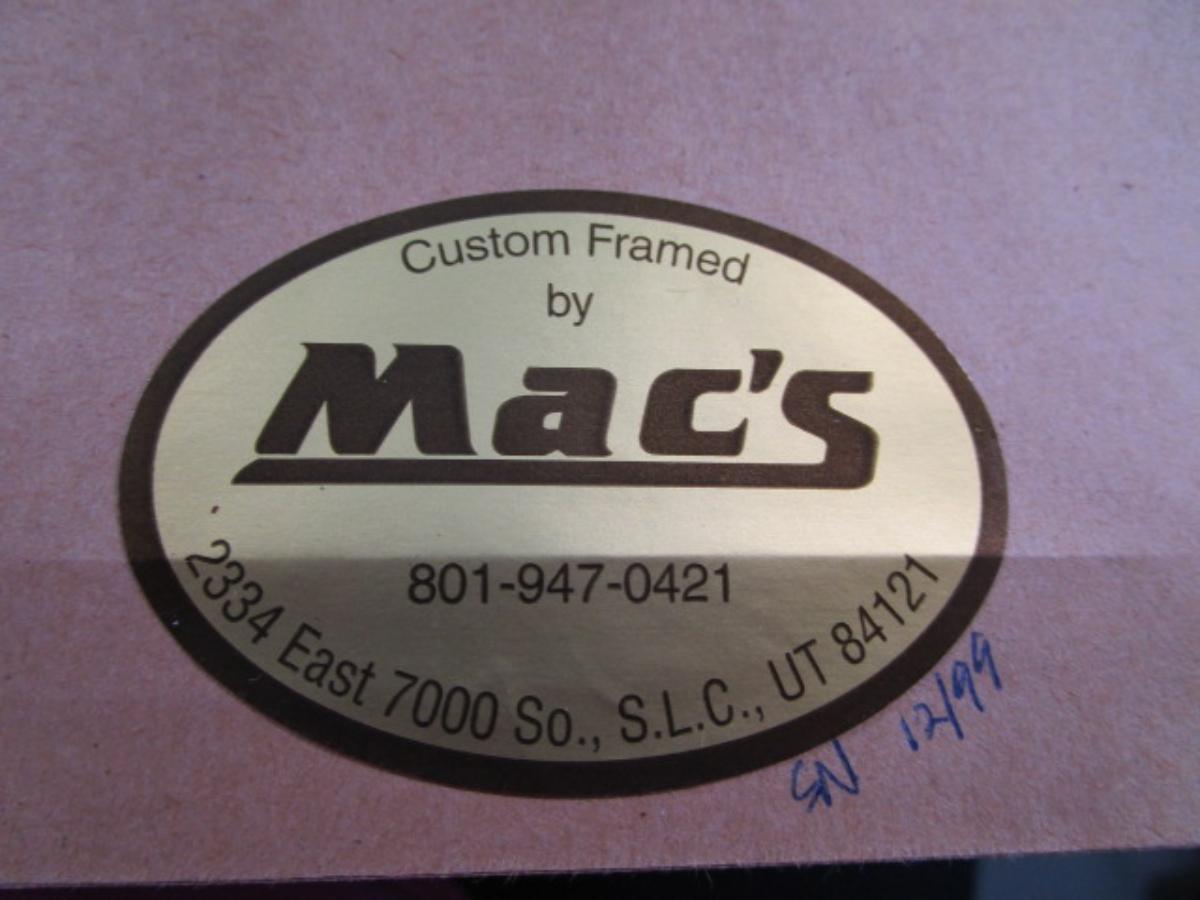 Custom Framed
by
Mac's
801-947-0421
2334 East 7000 So., S.L.C., UT 84121
SN 12/99